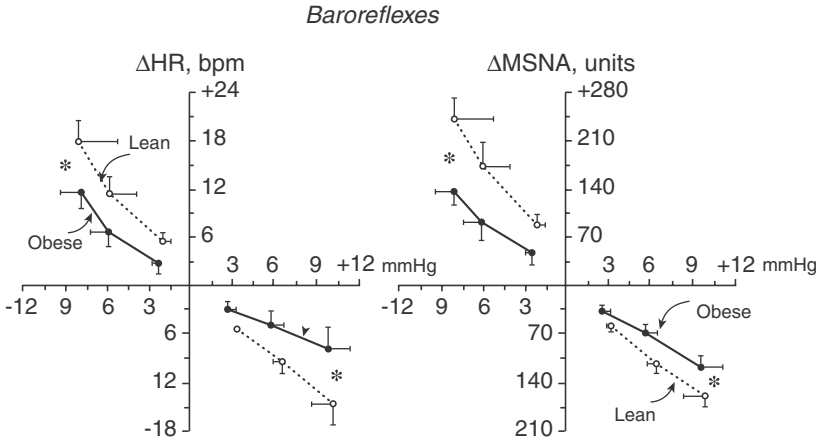 Baroreflexes
ΔHR, bpm
ΔMSNA, units
+24
+280
18
Lean
210
*
*
12
140
Obese
6
70
3 6 9 +12 mmHg
3 6 9 +12 mmHg
-12 9 6 3
-12 9 6 3
6
70
Obese
*
*
12
140
Lean
-18
210